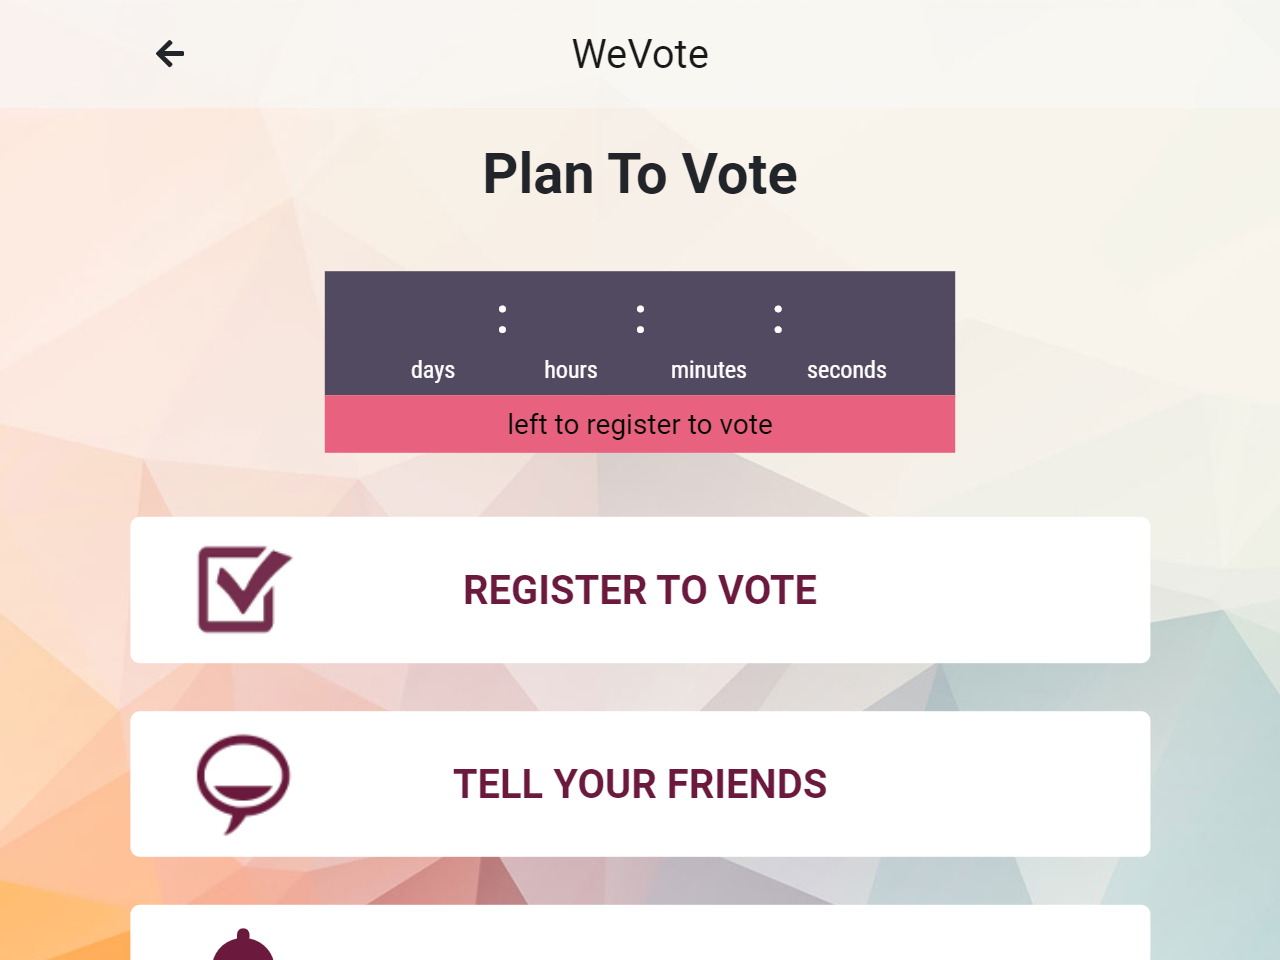 WeVote
Plan To Vote
: : :
days hours minutes seconds
left to register to vote
REGISTER TO VOTE
TELL YOUR FRIENDS